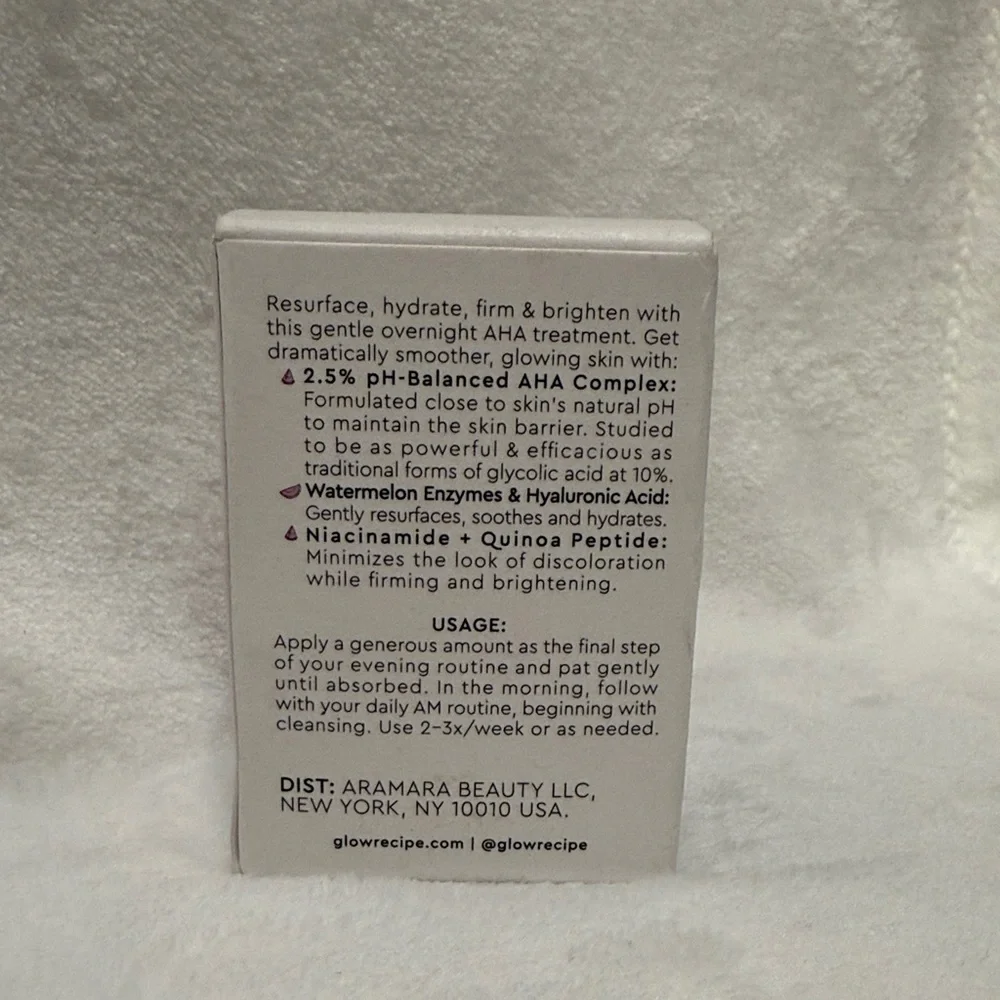 Resurface, hydrate, firm & brighten with
this gentle overnight AHA treatment. Get
dramatically smoother, glowing skin with:
2.5% pH-Balanced AHA Complex:
Formulated close to skin's natural pH
to maintain the skin barrier. Studied
to be as powerful & efficacious as
traditional forms of glycolic acid at 10%.
Watermelon Enzymes & Hyaluronic Acid:
Gently resurfaces, soothes and hydrates.
Niacinamide + Quinoa Peptide:
Minimizes the look of discoloration
while firming and brightening.
USAGE:
Apply a generous amount as the final step
of your evening routine and pat gently
until absorbed. In the morning, follow
with your daily AM routine, beginning with
cleansing. Use 2-3x/week or as needed.
DIST: ARAMARA BEAUTY LLC,
NEW YORK, NY 10010 USA.
glowrecipe.com | @glowrecipe